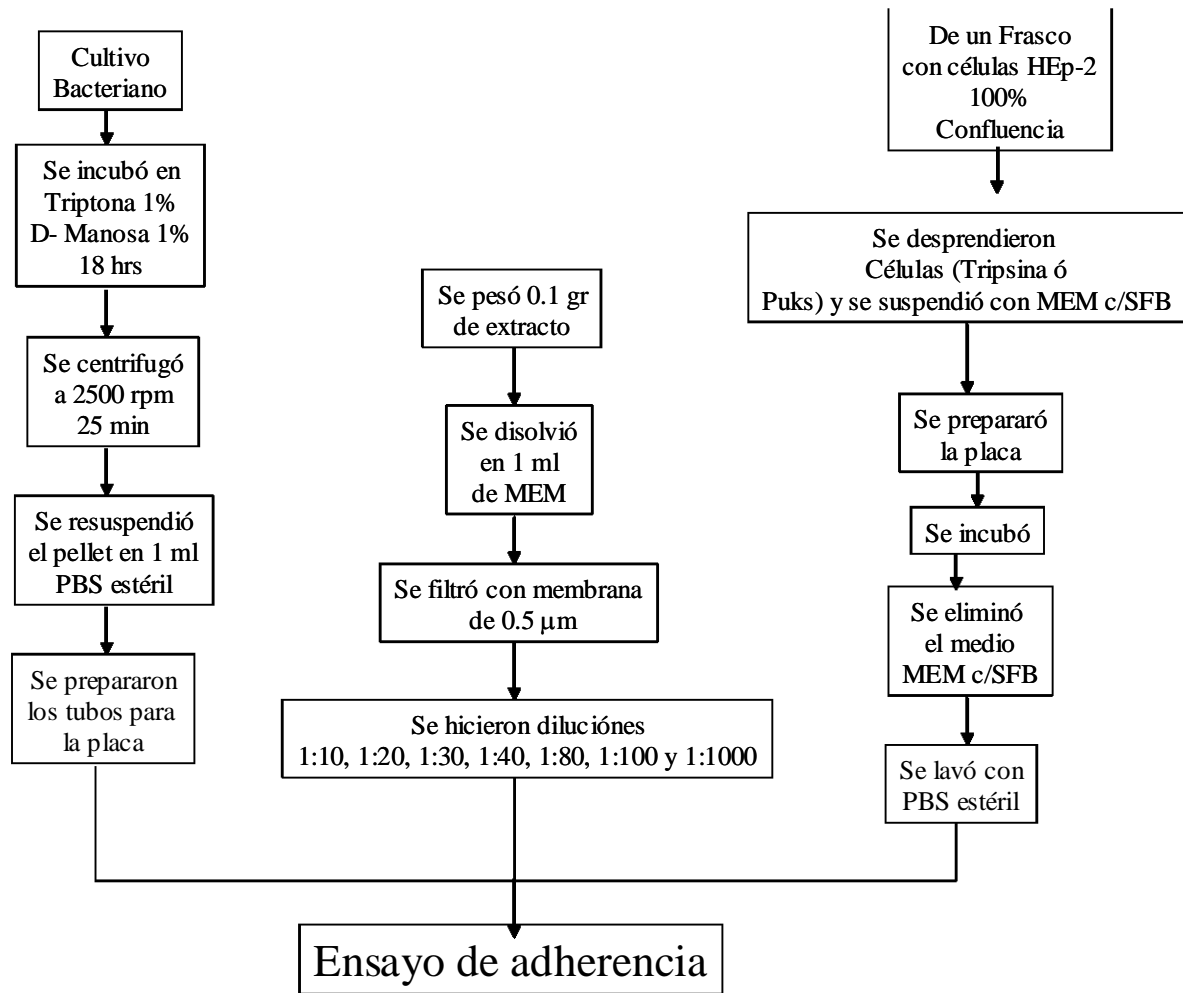 Cultivo
Bacteriano
Se incubó en
Triptona 1%
D- Manosa 1%
18 hrs
Se centrifugó
a 2500 rpm
25 min
Se resuspendió
el pellet en 1 ml
PBS estéril
Se prepararon
los tubos para
la placa
Se pesó 0.1 gr
de extracto
Se disolvió
en 1 ml
de MEM
Se filtró con membrana
de 0.5 µm
Se hicieron diluciónes
1:10, 1:20, 1:30, 1:40, 1:80, 1:100 y 1:1000
De un Frasco
con células HEp-2
100%
Confluencia
Se desprendieron
Células (Tripsina ó
Puks) y se suspendió con MEM c/SFB
Se prepararó
la placa
Se incubó
Se eliminó
el medio
MEM c/SFB
Se lavó con
PBS estéril
Ensayo de adherencia